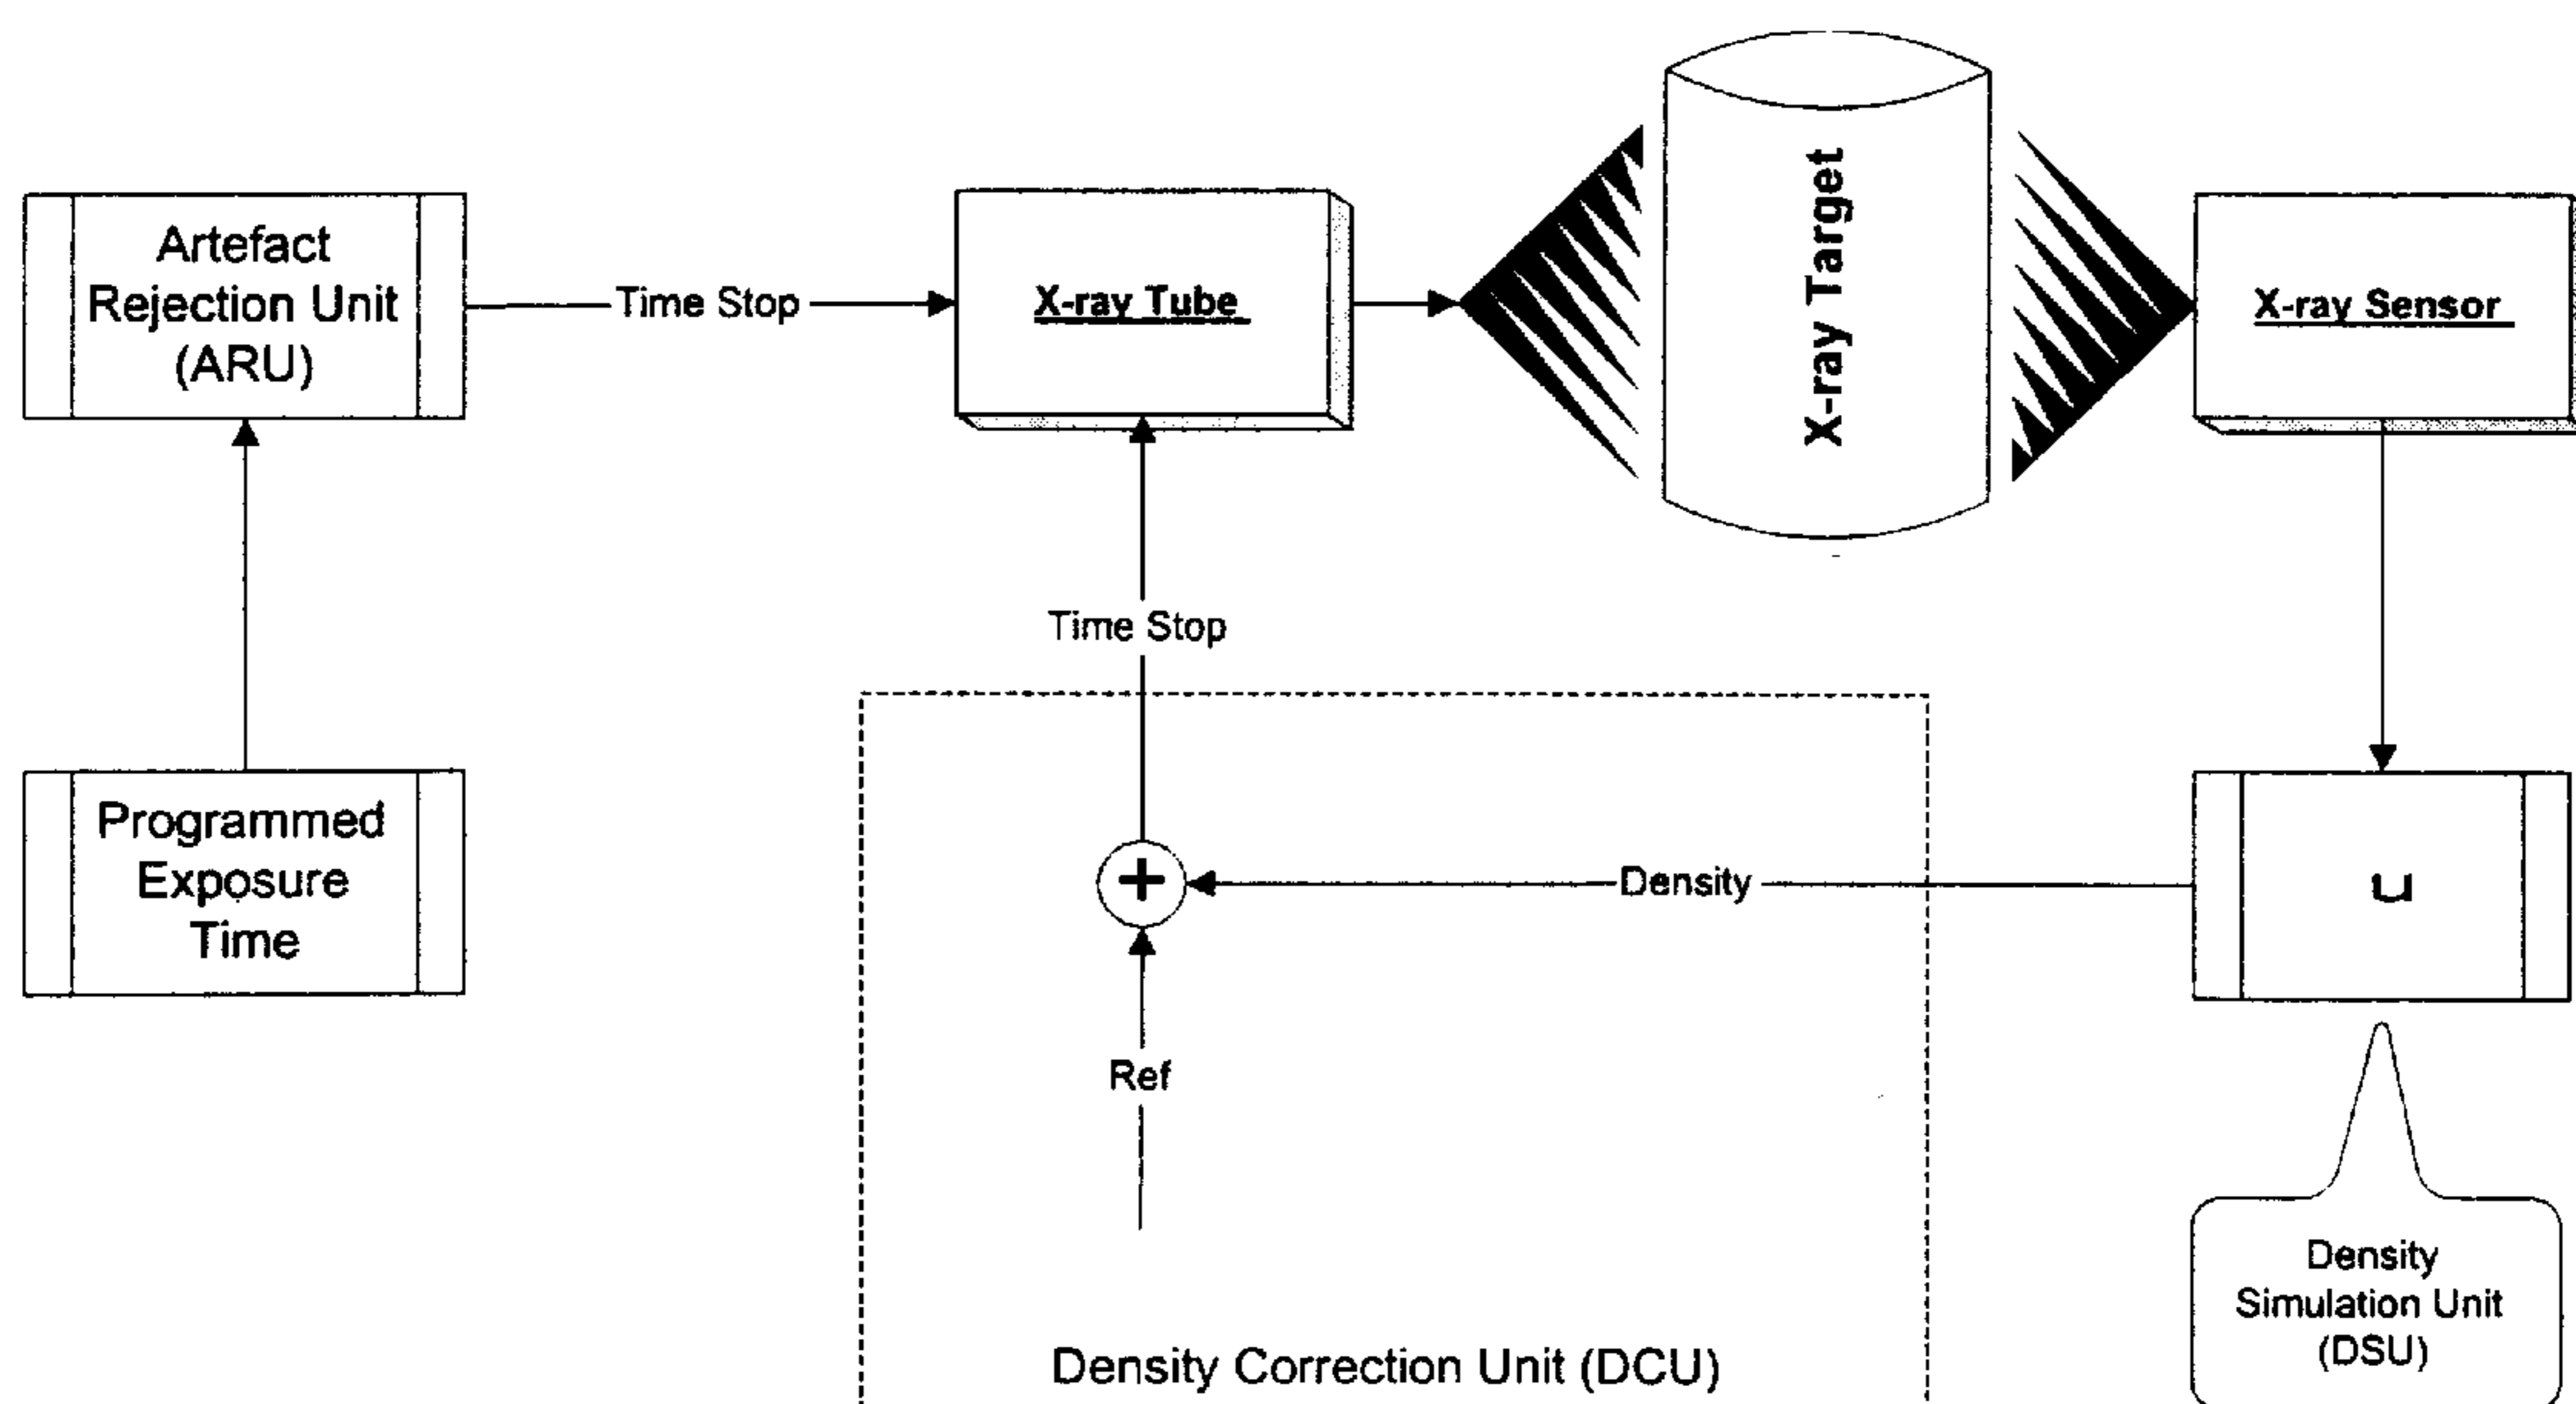 Artefact
Rejection Unit
(ARU)
Time Stop
X-ray Tube
X-ray Target
X-ray Sensor
Time Stop
Programmed
Exposure
Time
+
Density
u
Ref
Density
Simulation Unit
(DSU)
Density Correction Unit (DCU)